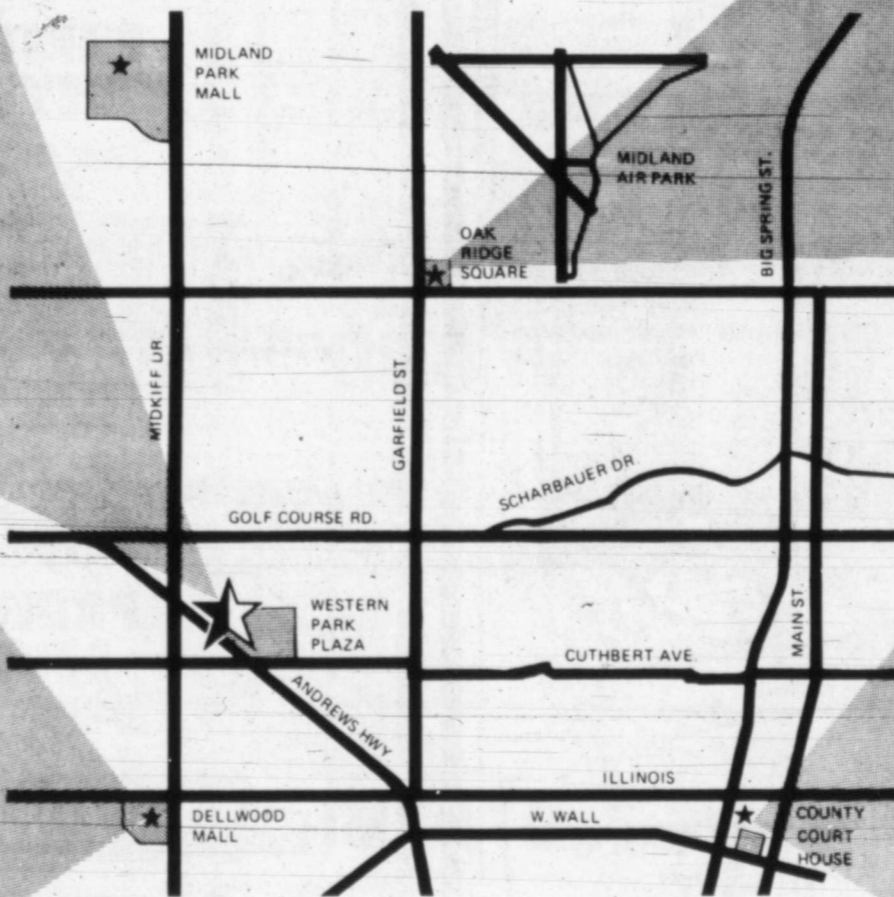 MIDLAND
PARK
MALL
MIDLAND
AIR PARK
BIG SPRING ST.
OAK
RIDGE
SQUARE
MIDKIFF DR.
GARFIELD ST.
SCHARBAUER DR.
GOLF COURSE RD.
WESTERN
PARK
PLAZA
MAIN ST.
CUTHBERT AVE.
ANDREWS HWY
ILLINOIS
DELLWOOD
MALL
W. WALL
COUNTY
COURT
HOUSE